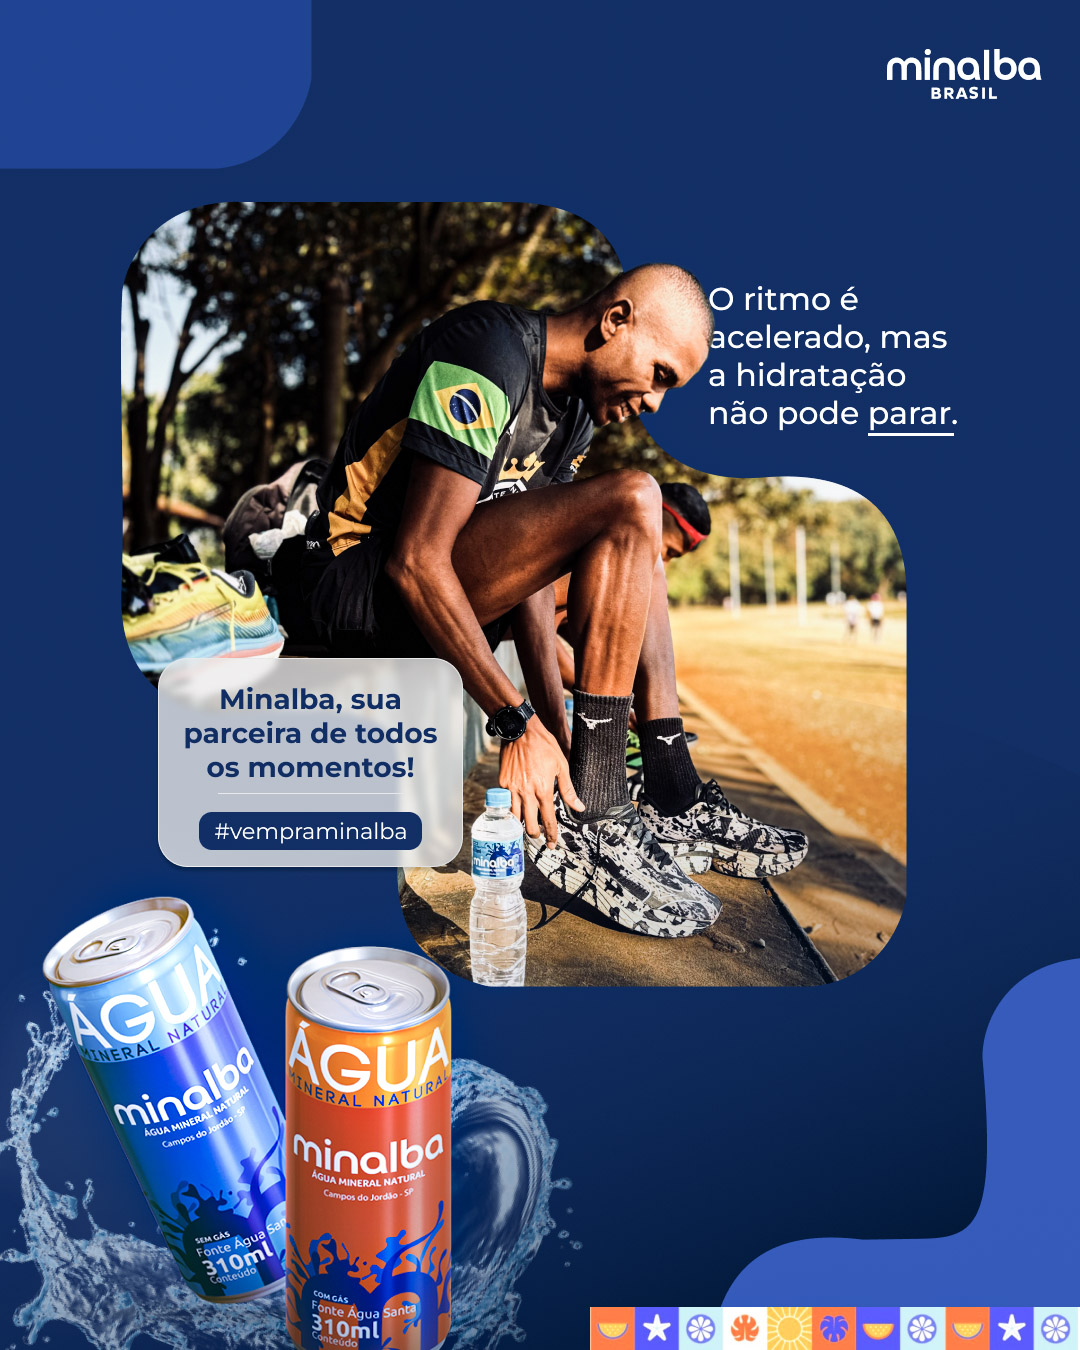 minalba
BRASIL
O ritmo é
acelerado, mas
a hidratação
não pode parar.
Minalba, sua
parceira de todos
os momentos!
#vempraminalba
minalba
ÁGUA
MINERAL NATURAL
minalba
ÁGUA MINERAL NATURAL
Campos do Jordão - SP
SEM GÁS
Fonte Água San
310ml
Conteúdo
ÁGUA
MINERAL NATURAL
minalba
ÁGUA MINERAL NATURAL
Campos do Jordão - SP
COM GÁS
Fonte Água Santa
310ml
Conteúdo